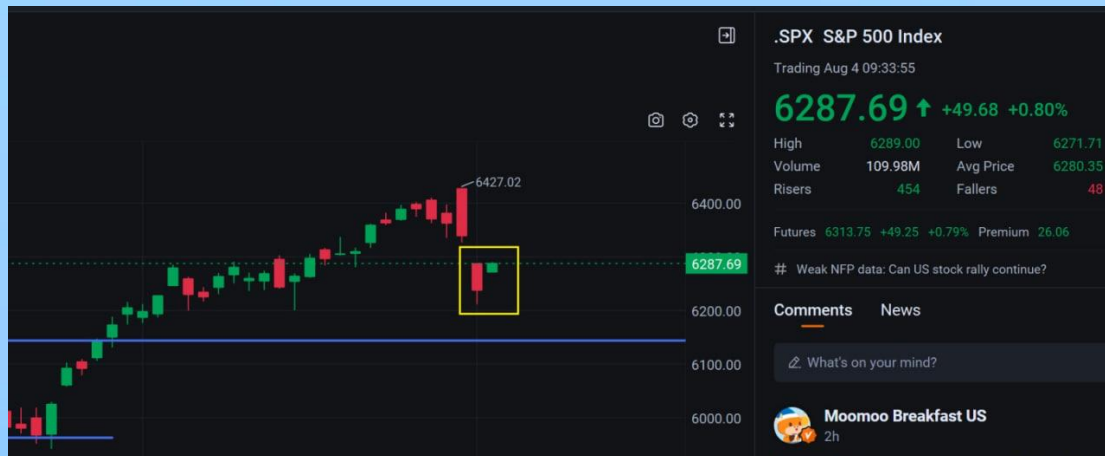 .SPX S&P 500 Index
Trading Aug 4 09:33:55
6287.69 +49.68 +0.80%
High 6289.00 Low 6271.71
Volume 109.98M Avg Price 6280.35
Risers 454 Fallers 48
Futures 6313.75 +49.25 +0.79% Premium 26.06
# Weak NFP data: Can US stock rally continue?
Comments News
What's on your mind?
Moomoo Breakfast US
2h
6427.02
6400.00
6287.69
6200.00
6100.00
6000.00